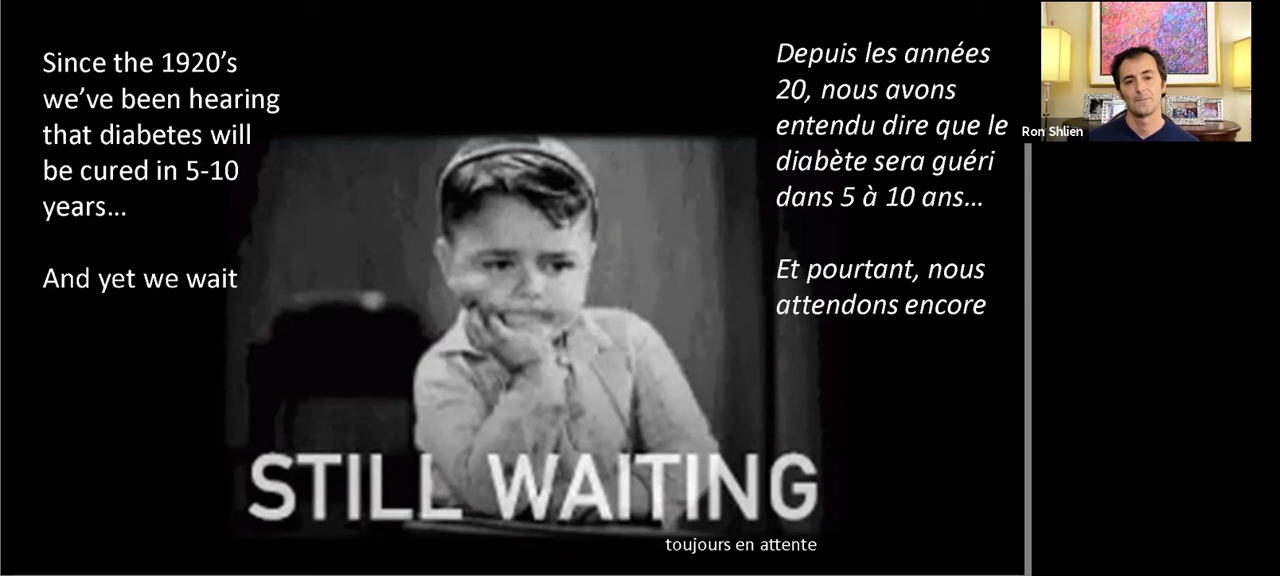 Since the 1920’s
we’ve been hearing
that diabetes will
be cured in 5-10
years…
And yet we wait
Depuis les années
20, nous avons
entendu dire que le
diabète sera guéri
dans 5 à 10 ans…
Et pourtant, nous
attendons encore
STILL WAITING
toujours en attente
Ron Shlien